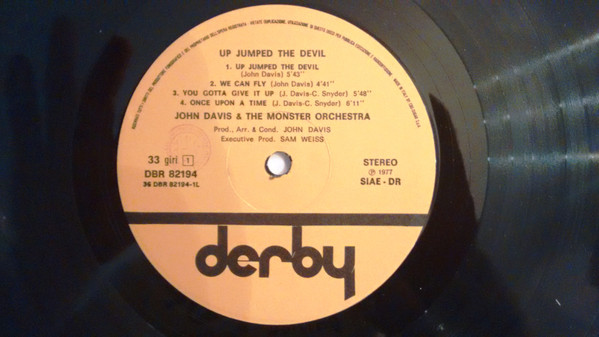 UP JUMPED THE DEVIL
1. UP JUMPED THE DEVIL
(John Davis) 5'43''
2. WE CAN FLY (John Davis) 4'41''
3. YOU GOTTA GIVE IT UP (J. Davis-C. Snyder) 5'48''
4. ONCE UPON A TIME (J. Davis-C. Snyder) 6'11''
JOHN DAVIS & THE MONSTER ORCHESTRA
Prod., Arr. & Cond. JOHN DAVIS
Executive Prod. SAM WEISS
33 giri 1
DBR 82194
36 DBR 82194-1L
STEREO
℗ 1977
SIAE - DR
derby